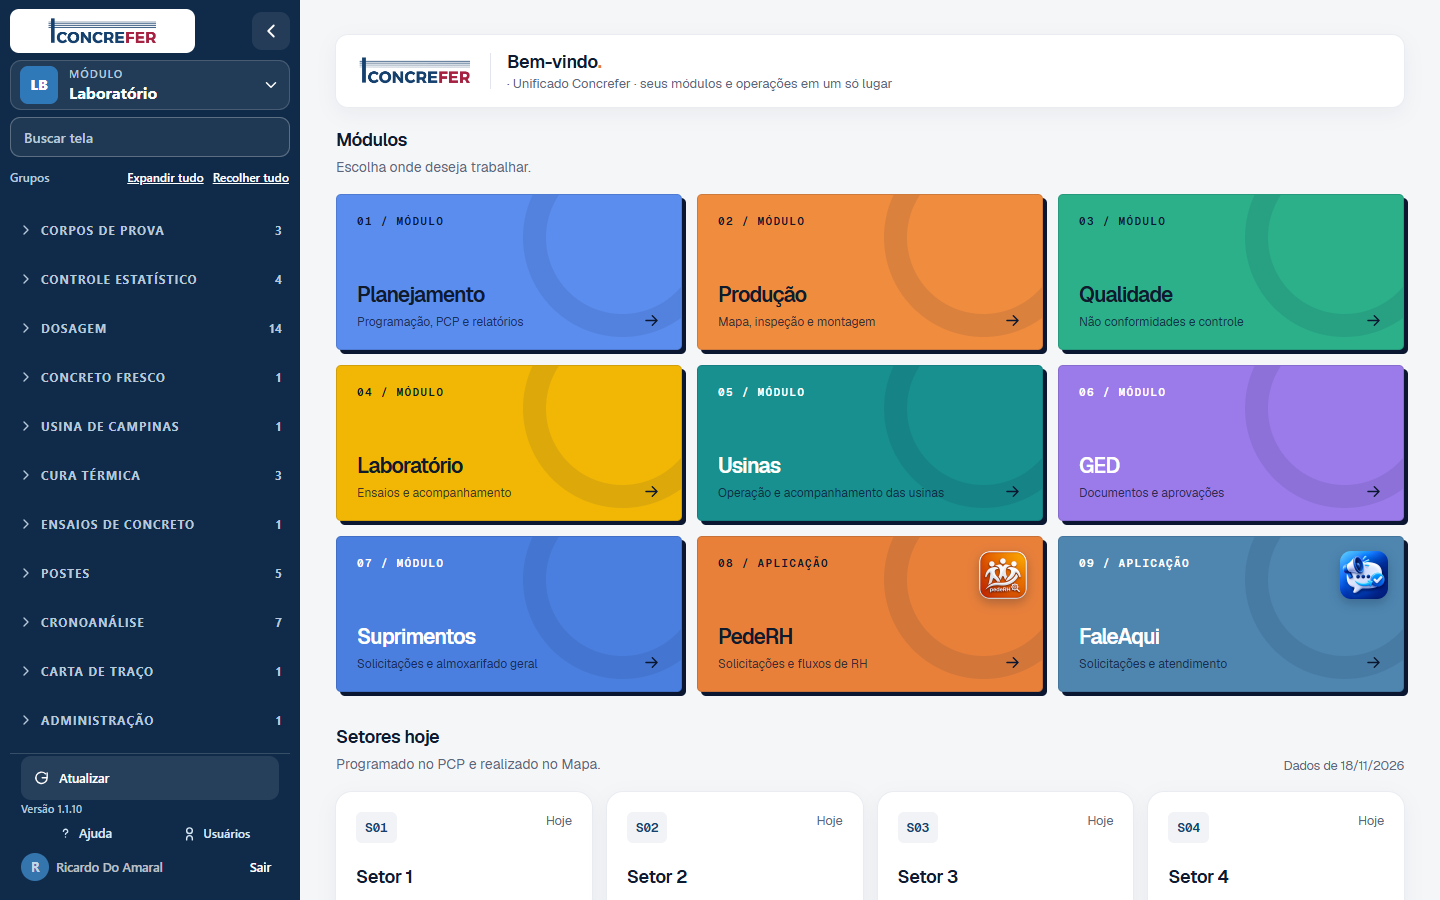 CONCREFER
LB
MÓDULO
Laboratório
Buscar tela
Grupos
Expandir tudo
Recolher tudo
CORPOS DE PROVA
3
CONTROLE ESTATÍSTICO
4
DOSAGEM
14
CONCRETO FRESCO
1
USINA DE CAMPINAS
1
CURA TÉRMICA
3
ENSAIOS DE CONCRETO
1
POSTES
5
CRONOANÁLISE
7
CARTA DE TRAÇO
1
ADMINISTRAÇÃO
1
Atualizar
Versão 1.1.10
? Ajuda
Usuários
R
Ricardo Do Amaral
Sair
CONCREFER
Bem-vindo.
· Unificado Concrefer · seus módulos e operações em um só lugar
Módulos
Escolha onde deseja trabalhar.
01 / MÓDULO
Planejamento
Programação, PCP e relatórios
02 / MÓDULO
Produção
Mapa, inspeção e montagem
03 / MÓDULO
Qualidade
Não conformidades e controle
04 / MÓDULO
Laboratório
Ensaios e acompanhamento
05 / MÓDULO
Usinas
Operação e acompanhamento das usinas
06 / MÓDULO
GED
Documentos e aprovações
07 / MÓDULO
Suprimentos
Solicitações e almoxarifado geral
08 / APLICAÇÃO
pedeRH
PedeRH
Solicitações e fluxos de RH
09 / APLICAÇÃO
FaleAqui
Solicitações e atendimento
Setores hoje
Programado no PCP e realizado no Mapa.
Dados de 18/11/2026
S01
Hoje
Setor 1
S02
Hoje
Setor 2
S03
Hoje
Setor 3
S04
Hoje
Setor 4